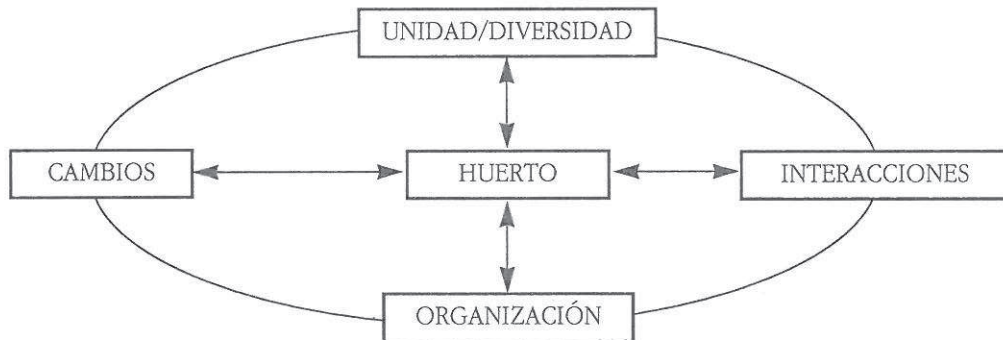 UNIDAD/DIVERSIDAD
CAMBIOS
HUERTO
INTERACCIONES
ORGANIZACIÓN